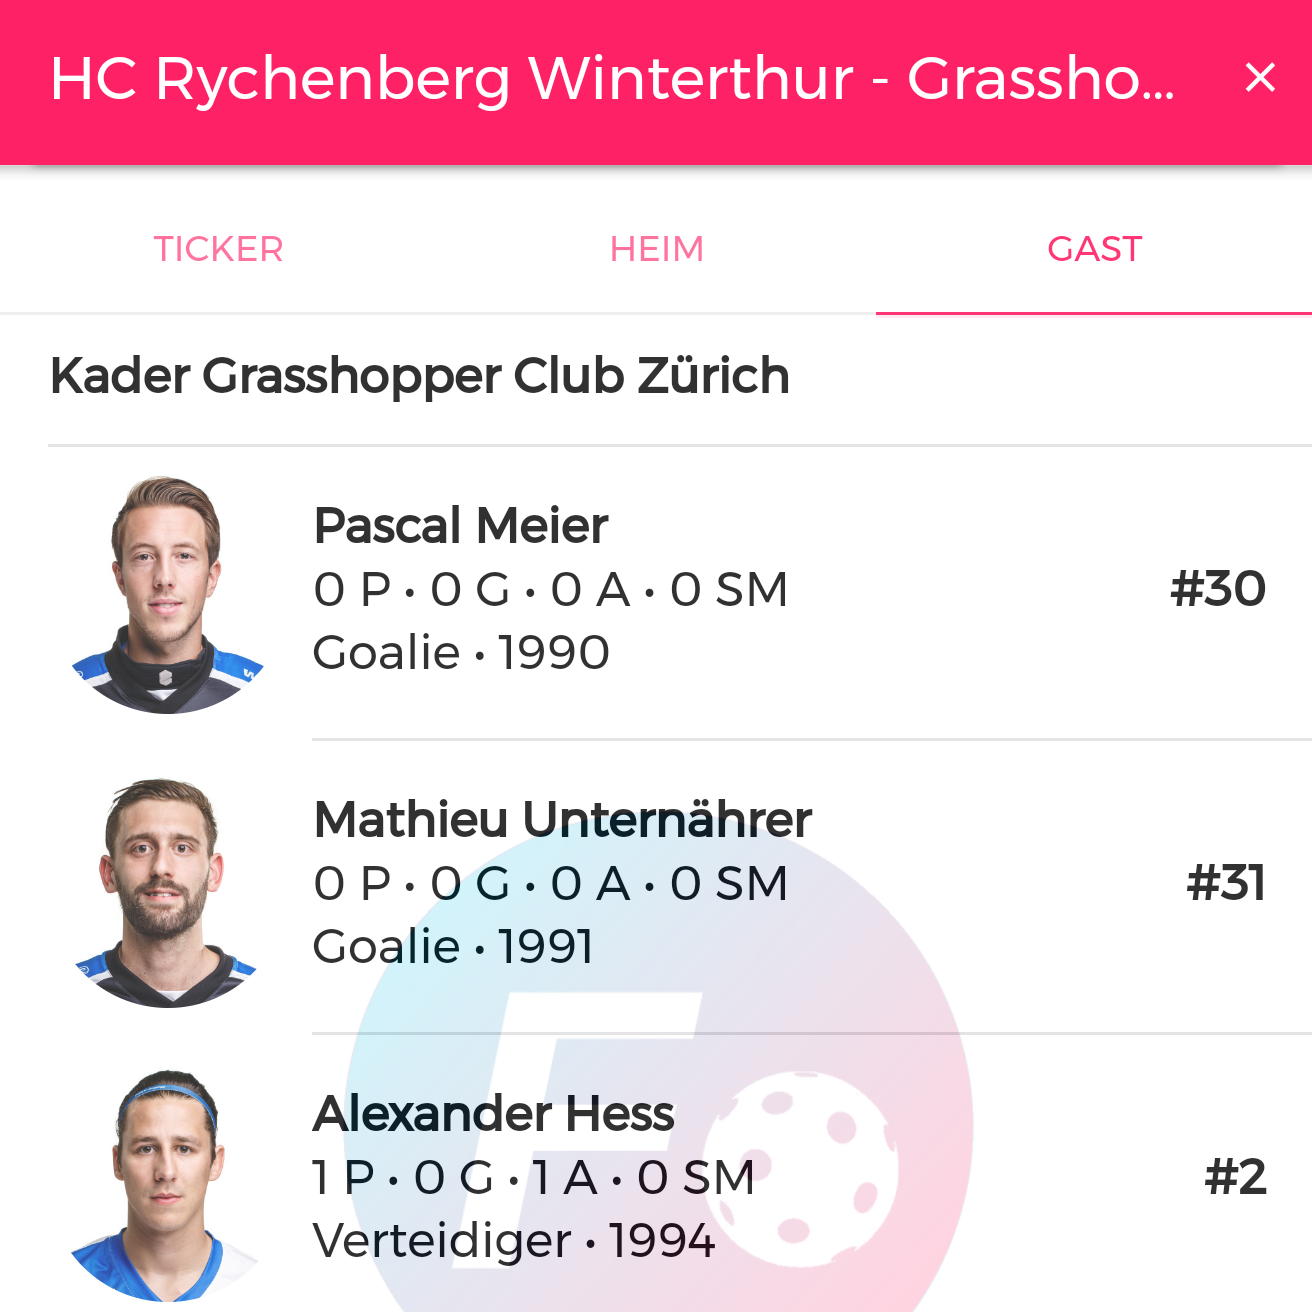 HC Rychenberg Winterthur - Grassho...
×
TICKER
HEIM
GAST
Kader Grasshopper Club Zürich
Pascal Meier
0 P • 0 G • 0 A • 0 SM
Goalie • 1990
#30
Mathieu Unternährer
0 P • 0 G • 0 A • 0 SM
Goalie • 1991
#31
Alexander Hess
1 P • 0 G • 1 A • 0 SM
Verteidiger • 1994
#2
F